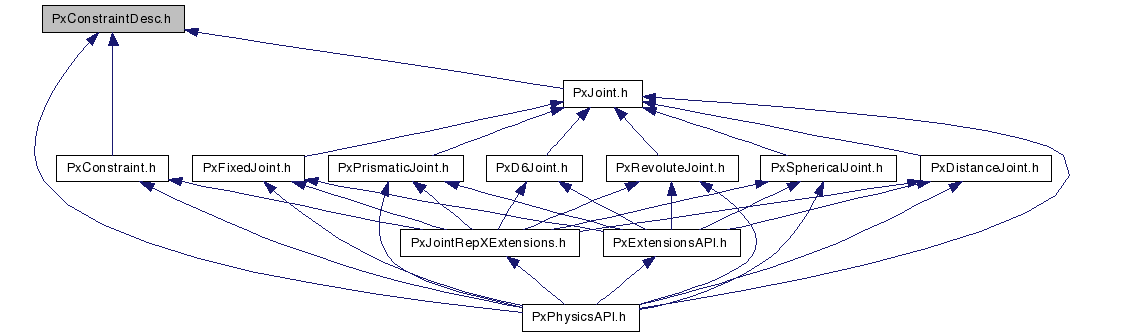 PxConstraintDesc.h
PxJoint.h
PxConstraint.h
PxFixedJoint.h
PxPrismaticJoint.h
PxD6Joint.h
PxRevoluteJoint.h
PxSphericalJoint.h
PxDistanceJoint.h
PxJointRepXExtensions.h
PxExtensionsAPI.h
PxPhysicsAPI.h